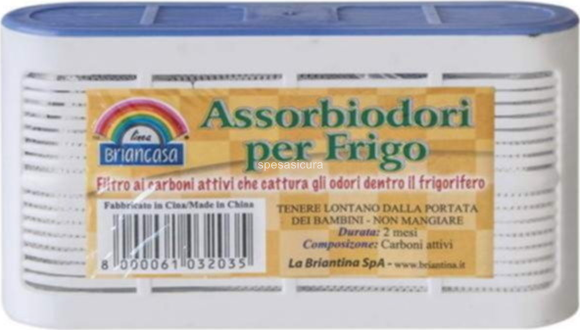 linea
BRIANCASA
Assorbiodori
per Frigo
spesasicura
Filtro ai carboni attivi che cattura gli odori dentro il frigorifero
Fabbricato in Cina/Made in China
TENERE LONTANO DALLA PORTATA
DEI BAMBINI - NON MANGIARE
Durata: 2 mesi
Composizone: Carboni attivi
8 000061 032035
La Briantina SpA - www.briantina.it